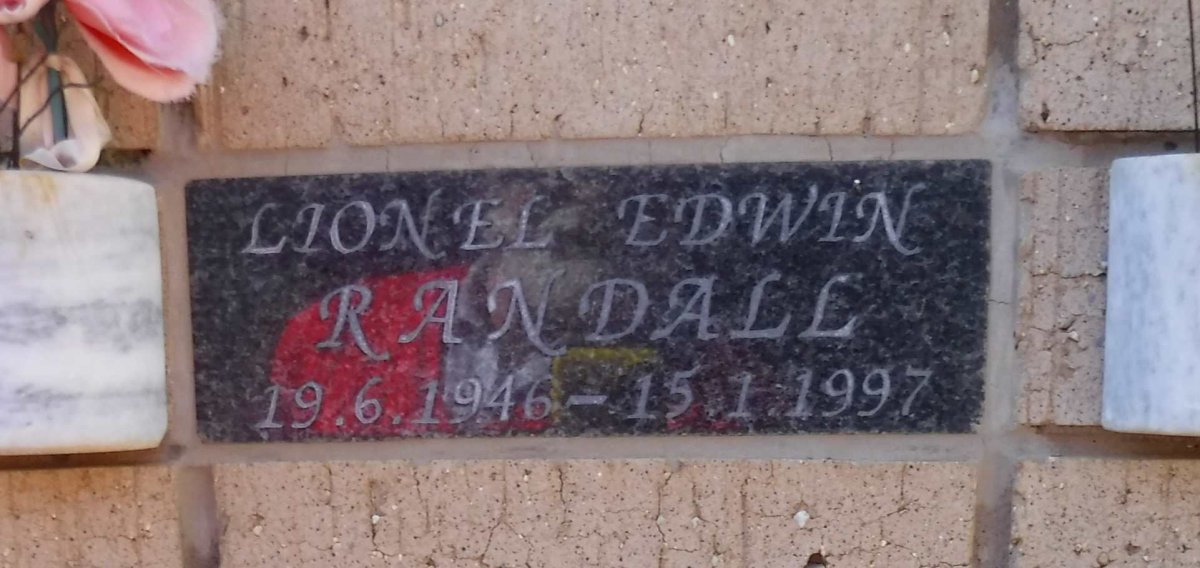 LIONEL EDWIN
RANDALL
19.6.1946 – 15.1.1997